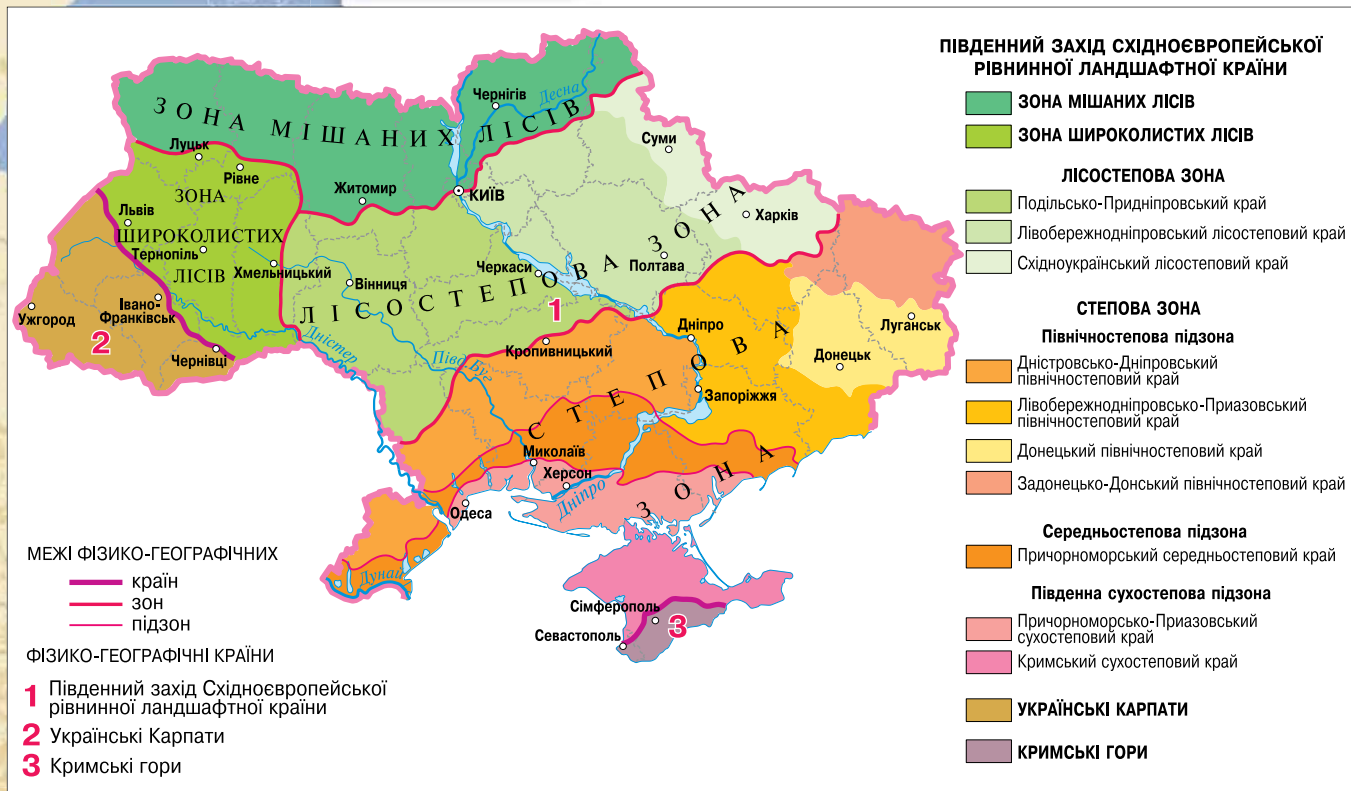 ЗОНА МІШАНИХ ЛІСІВ
Чернігів
Десна
Суми
Луцьк
Рівне
Житомир
КИЇВ
ЗОНА
ШИРОКОЛИСТИХ
ЛІСІВ
Львів
Тернопіль
Хмельницький
Вінниця
Черкаси
Полтава
Харків
ЛІСОСТЕПОВА ЗОНА
1
Ужгород
2
Івано-
Франківськ
Чернівці
Дністер
Півд. Буг
Кропивницький
Дніпро
Луганськ
Донецьк
Запоріжжя
СТЕПОВА
ЗОНА
Миколаїв
Херсон
Дніпро
Одеса
Дунай
Сімферополь
Севастополь
3
МЕЖІ ФІЗИКО-ГЕОГРАФІЧНИХ
країн
зон
підзон
ФІЗИКО-ГЕОГРАФІЧНІ КРАЇНИ
1 Південний захід Східноєвропейської
рівнинної ландшафтної країни
2 Українські Карпати
3 Кримські гори
ПІВДЕННИЙ ЗАХІД СХІДНОЄВРОПЕЙСЬКОЇ
РІВНИННОЇ ЛАНДШАФТНОЇ КРАЇНИ
ЗОНА МІШАНИХ ЛІСІВ
ЗОНА ШИРОКОЛИСТИХ ЛІСІВ
ЛІСОСТЕПОВА ЗОНА
Подільсько-Придніпровський край
Лівобережнодніпровський лісостеповий край
Східноукраїнський лісостеповий край
СТЕПОВА ЗОНА
Північностепова підзона
Дністровсько-Дніпровський
північностеповий край
Лівобережнодніпровсько-Приазовський
північностеповий край
Донецький північностеповий край
Задонецько-Донський північностеповий край
Середньостепова підзона
Причорноморський середньостеповий край
Південна сухостепова підзона
Причорноморсько-Приазовський
сухостеповий край
Кримський сухостеповий край
УКРАЇНСЬКІ КАРПАТИ
КРИМСЬКІ ГОРИ